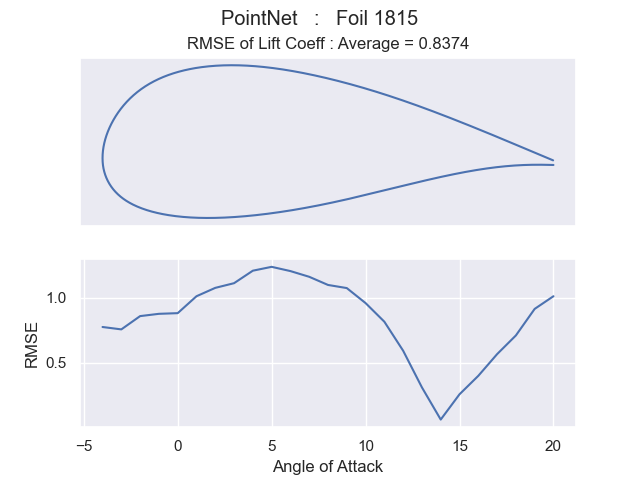 PointNet : Foil 1815
RMSE of Lift Coeff : Average = 0.8374
1.0
0.5
RMSE
−5 0 5 10 15 20
Angle of Attack